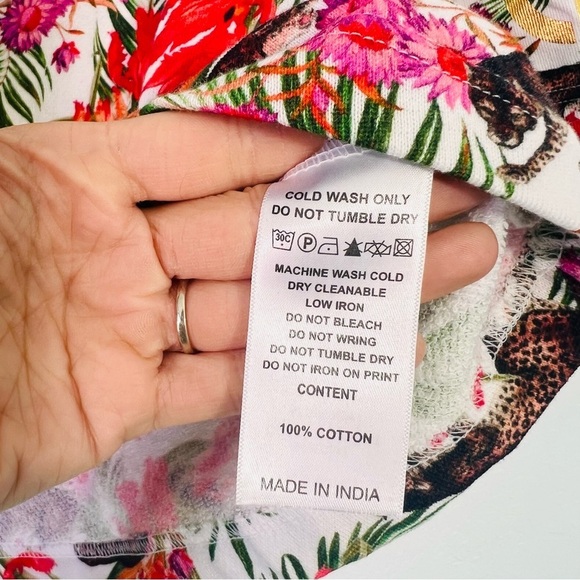 COLD WASH ONLY
DO NOT TUMBLE DRY
30C P
MACHINE WASH COLD
DRY CLEANABLE
LOW IRON
DO NOT BLEACH
DO NOT WRING
DO NOT TUMBLE DRY
DO NOT IRON ON PRINT
CONTENT
100% COTTON
MADE IN INDIA